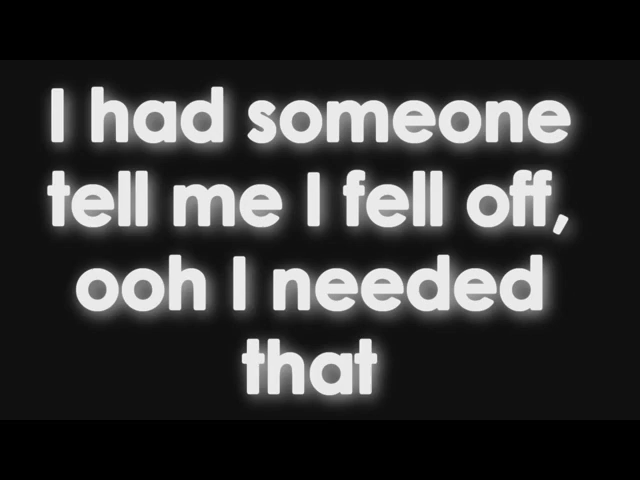 I had someone
tell me I fell off,
ooh I needed
that